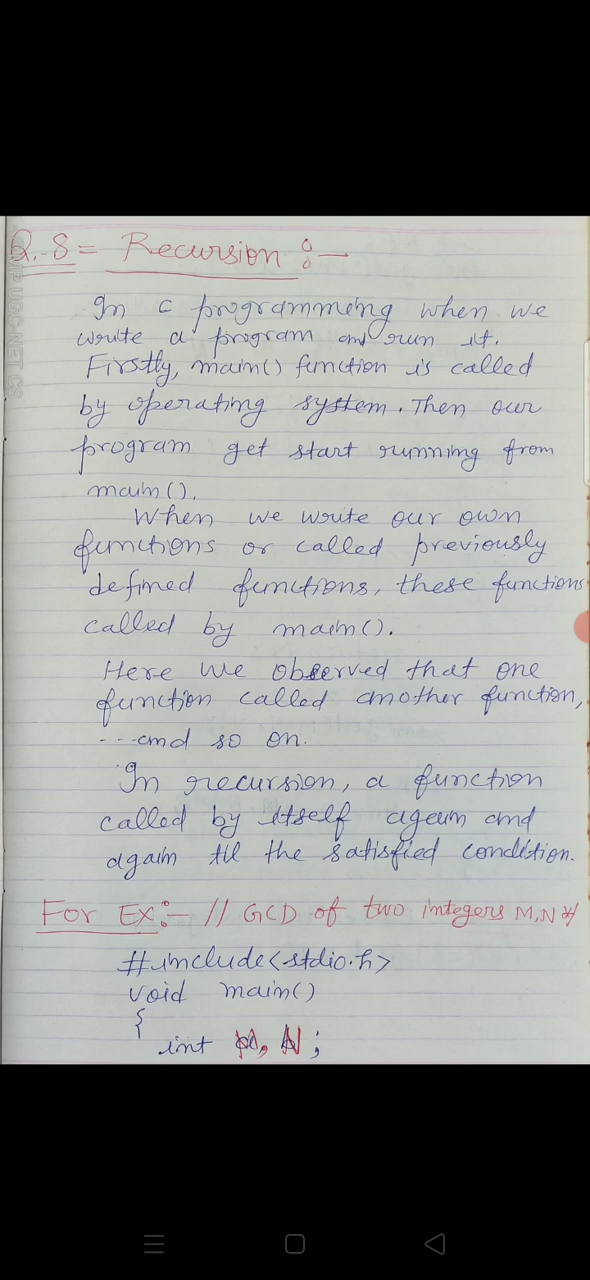 Q.8 = Recursion :-
In c programming when we
write a program and run it.
Firstly, main() function is called
by operating system. Then our
program get start running from
main().
When we write our own
functions or called previously
defined functions, these functions
called by main().
Here we observed that one
function called another function,
---and so on.
In recursion, a function
called by itself again and
again til the satisfied condition.
For Ex:- // GCD of two integers M,N */
#include<stdio.h>
void main()
{
int M, N;